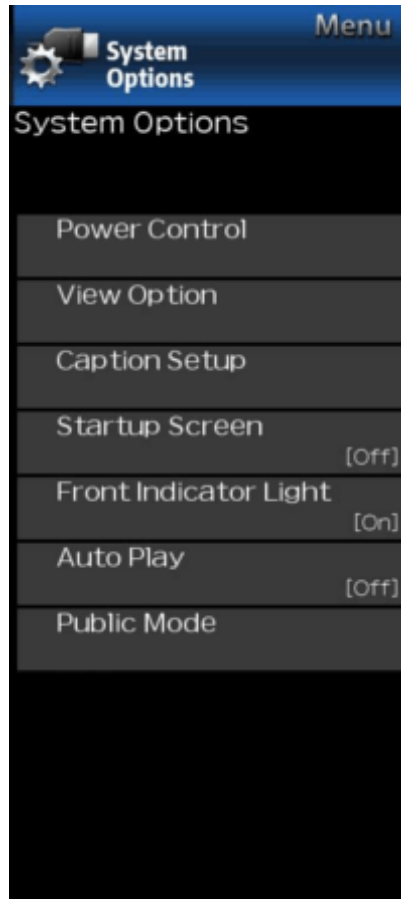 Menu
System
Options
System Options
Power Control
View Option
Caption Setup
Startup Screen
[Off]
Front Indicator Light
[On]
Auto Play
[Off]
Public Mode